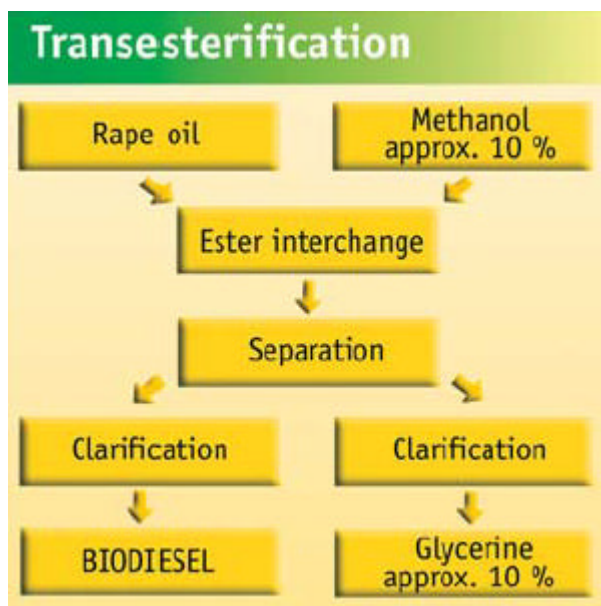 Transesterification
Rape oil
Methanol
approx. 10 %
Ester interchange
Separation
Clarification
Clarification
BIODIESEL
Glycerine
approx. 10 %